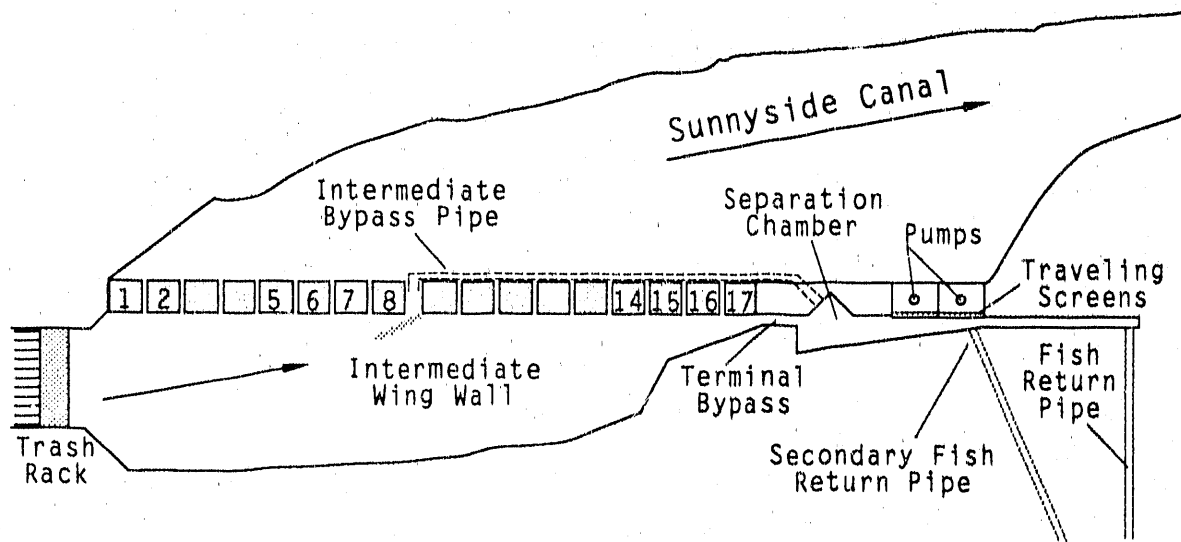 Sunnyside Canal
Intermediate
Bypass Pipe
Separation
Chamber
Pumps
Traveling
Screens
1 2 5 6 7 8 14 15 16 17
Intermediate
Wing Wall
Terminal
Bypass
Fish
Return
Pipe
Trash
Rack
Secondary Fish
Return Pipe